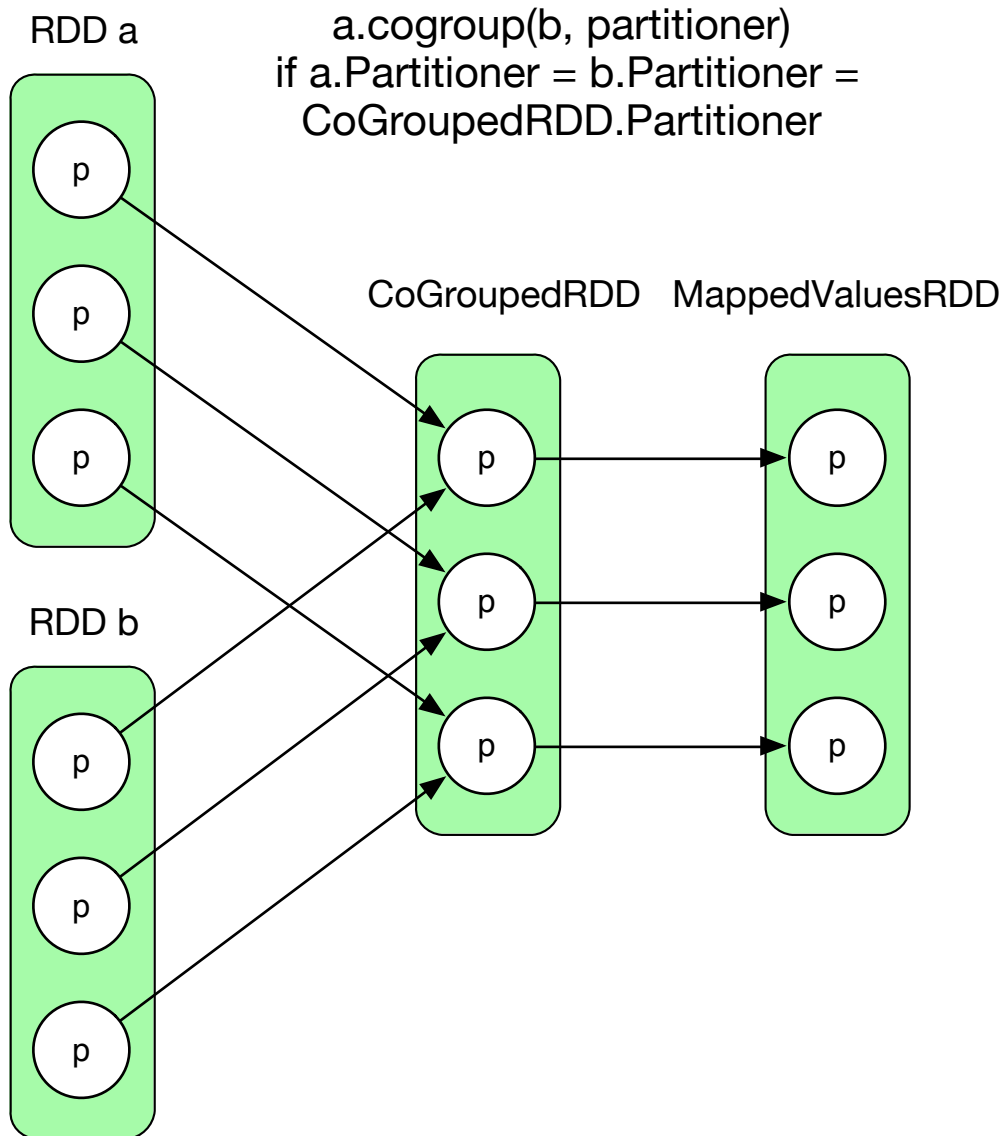 RDD a
a.cogroup(b, partitioner)
if a.Partitioner = b.Partitioner =
CoGroupedRDD.Partitioner
p
p
p
CoGroupedRDD
MappedValuesRDD
p
p
p
p
p
p
RDD b
p
p
p